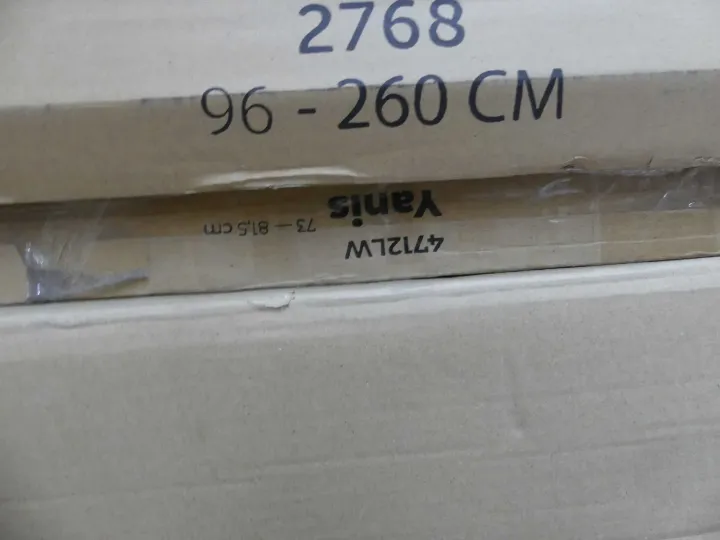 2768
96 - 260 CM
4712LW
Yanis
73 – 81,5 cm